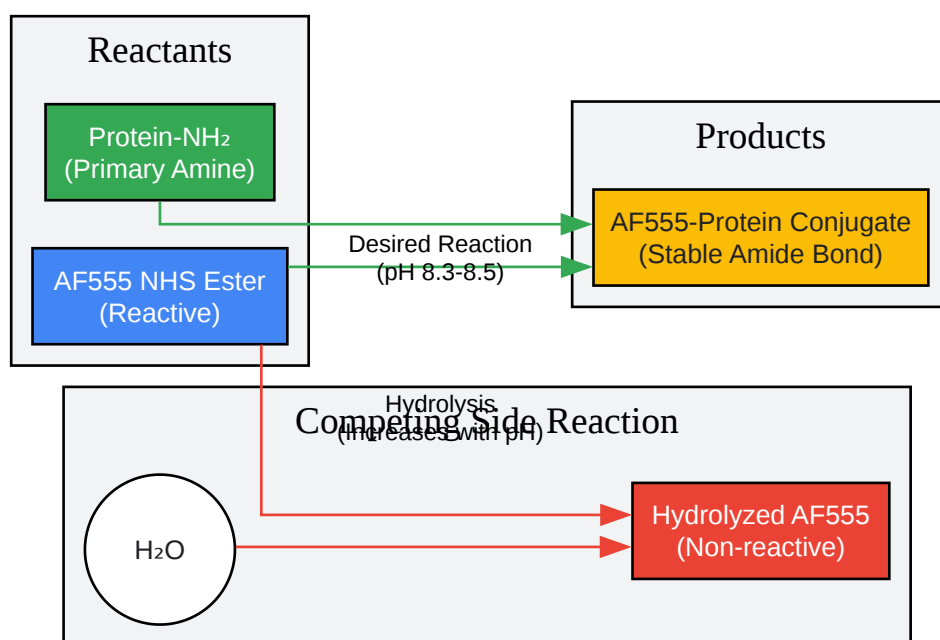 Reactants
Protein-NH₂
(Primary Amine)
AF555 NHS Ester
(Reactive)
Desired Reaction
(pH 8.3-8.5)
Products
AF555-Protein Conjugate
(Stable Amide Bond)
Hydrolysis
(Increases with pH)
Competing Side Reaction
H₂O
Hydrolyzed AF555
(Non-reactive)